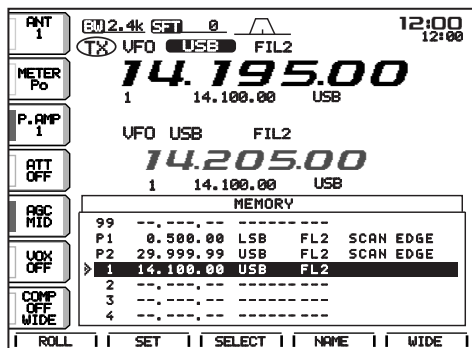 ANT
1
BW 2.4k SFT 0
12:00
12:00
TX VFO USB FIL2
METER
Po
14.195.00
1 14.100.00 USB
P.AMP
1
VFO USB FIL2
ATT
OFF
14.205.00
1 14.100.00 USB
AGC
MID
MEMORY
99 --.---.-- ------ ---
P1 0.500.00 LSB FL2 SCAN EDGE
VOX
OFF
P2 29.999.99 USB FL2 SCAN EDGE
1 14.100.00 USB FL2
2 --.---.-- ------ ---
COMP
OFF
WIDE
3 --.---.-- ------ ---
4 --.---.-- ------ ---
ROLL SET SELECT NAME WIDE